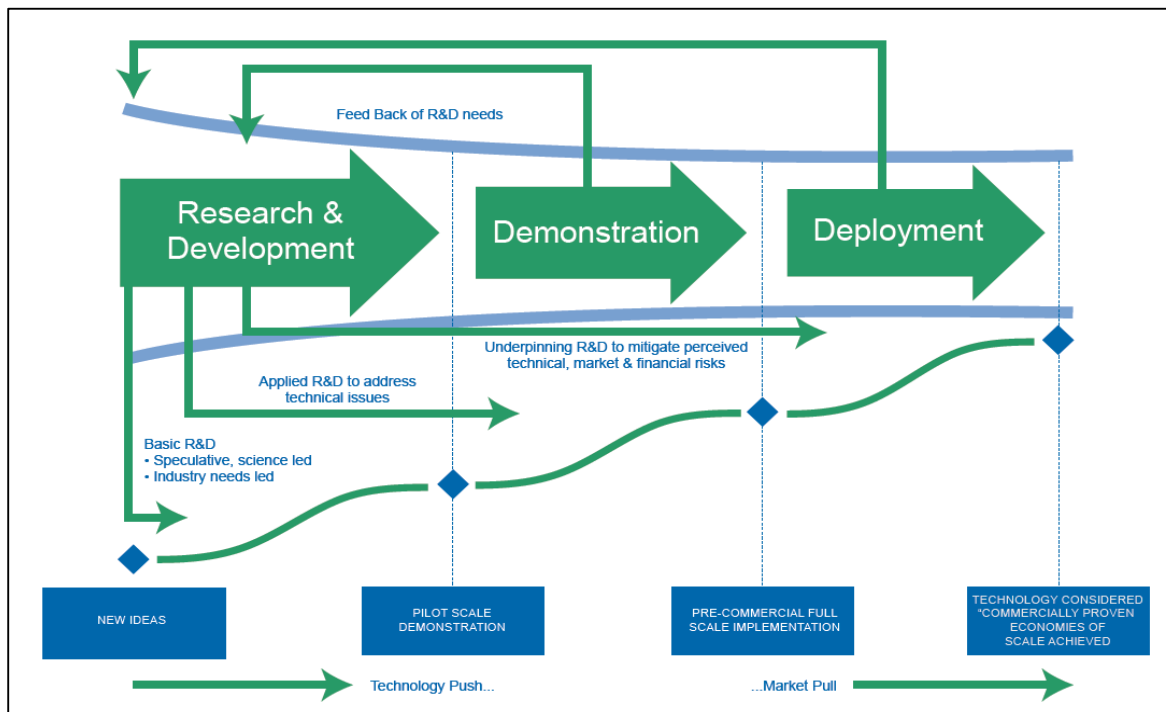 Feed Back of R&D needs
Research &
Development
Demonstration
Deployment
Underpinning R&D to mitigate perceived
technical, market & financial risks
Applied R&D to address
technical issues
Basic R&D
• Speculative, science led
• Industry needs led
NEW IDEAS
PILOT SCALE
DEMONSTRATION
PRE-COMMERCIAL FULL
SCALE IMPLEMENTATION
TECHNOLOGY CONSIDERED
“COMMERCIALLY PROVEN
ECONOMIES OF
SCALE ACHIEVED
Technology Push...
...Market Pull